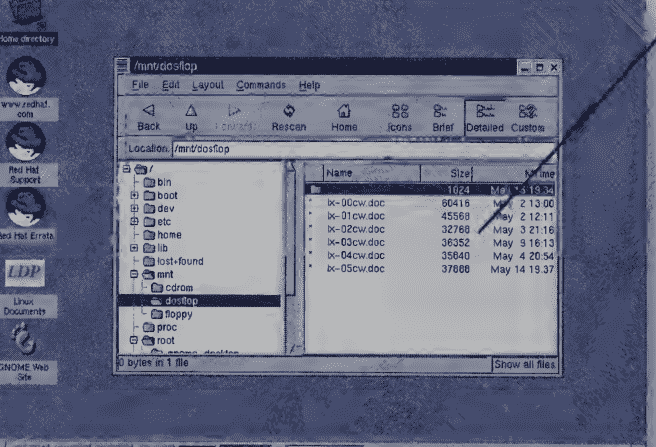 Home directory
www.redhat.
com
Red Hat
Support
Red Hat Errata
LDP
Linux
Documents
GNOME Web
Site
/mnt/dosflop
File Edit Layout Commands Help
Back Up Forward Rescan Home Icons Brief Detailed Custom
Location: /mnt/dosflop
/
bin
boot
dev
etc
home
lib
lost+found
mnt
cdrom
dosflop
floppy
proc
root
Name Size MTime
1024 May 19:34
lx-00cw.doc 60416 May 2 13:00
lx-01cw.doc 45568 May 2 12:11
lx-02cw.doc 32768 May 3 21:16
lx-03cw.doc 36352 May 9 16:13
lx-04cw.doc 35840 May 4 20:54
lx-05cw.doc 37888 May 14 19:37
0 bytes in 1 file
Show all files